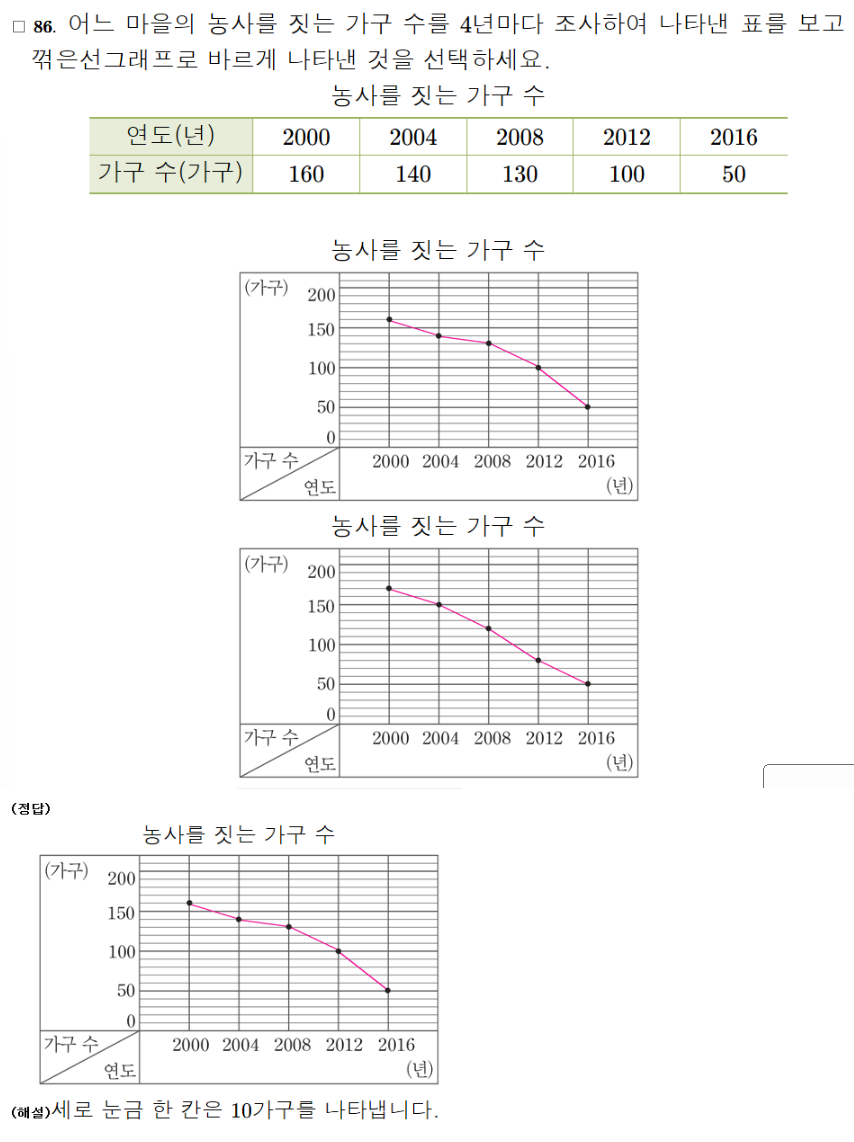 □ 86. 어느 마을의 농사를 짓는 가구 수를 4년마다 조사하여 나타낸 표를 보고
꺾은선그래프로 바르게 나타낸 것을 선택하세요.
농사를 짓는 가구 수
연도(년) 2000 2004 2008 2012 2016
가구 수(가구) 160 140 130 100 50
농사를 짓는 가구 수
(가구)
200
150
100
50
0
가구 수
연도
2000 2004 2008 2012 2016
(년)
농사를 짓는 가구 수
(가구)
200
150
100
50
0
가구 수
연도
2000 2004 2008 2012 2016
(년)
(정답)
농사를 짓는 가구 수
(가구)
200
150
100
50
0
가구 수
연도
2000 2004 2008 2012 2016
(년)
(해설)세로 눈금 한 칸은 10가구를 나타냅니다.